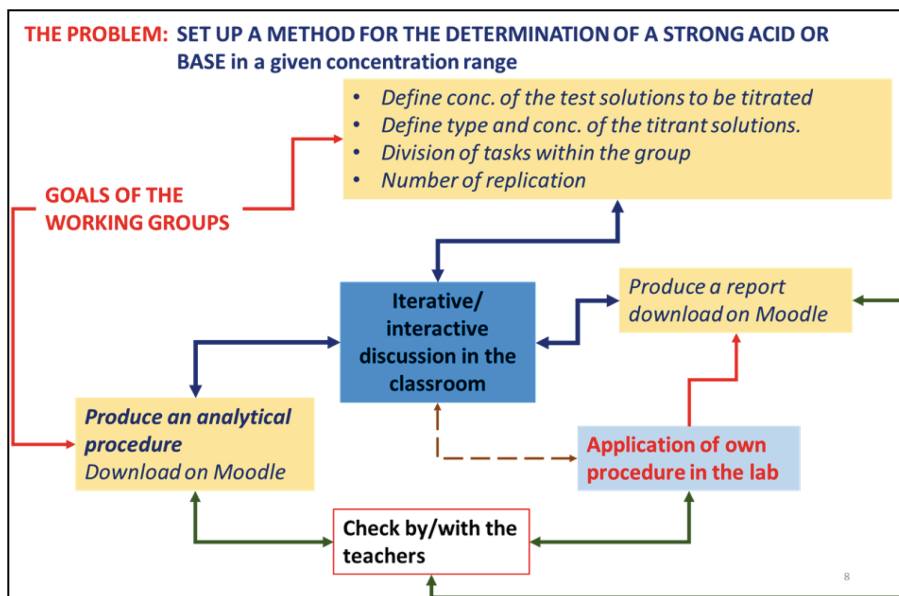 THE PROBLEM: SET UP A METHOD FOR THE DETERMINATION OF A STRONG ACID OR
BASE in a given concentration range
• Define conc. of the test solutions to be titrated
• Define type and conc. of the titrant solutions.
• Division of tasks within the group
• Number of replication
GOALS OF THE
WORKING GROUPS
Iterative/
interactive
discussion in the
classroom
Produce a report
download on Moodle
Produce an analytical
procedure
Download on Moodle
Application of own
procedure in the lab
Check by/with the
teachers
8